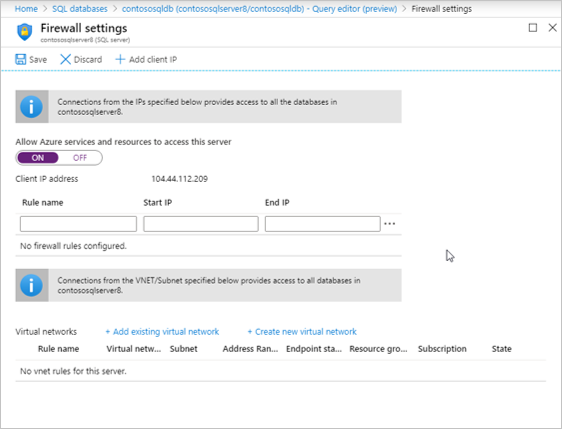 Home > SQL databases > contososqldb (contososqlserver8/contososqldb) - Query editor (preview) > Firewall settings
Firewall settings
contososqlserver8 (SQL server)
Save Discard Add client IP
Connections from the IPs specified below provides access to all the databases in
contososqlserver8.
Allow Azure services and resources to access this server
ON OFF
Client IP address 104.44.112.209
Rule name Start IP End IP
No firewall rules configured.
Connections from the VNET/Subnet specified below provides access to all databases in
contososqlserver8.
Virtual networks + Add existing virtual network + Create new virtual network
Rule name Virtual netw... Subnet Address Ran... Endpoint sta... Resource gro... Subscription State
No vnet rules for this server.